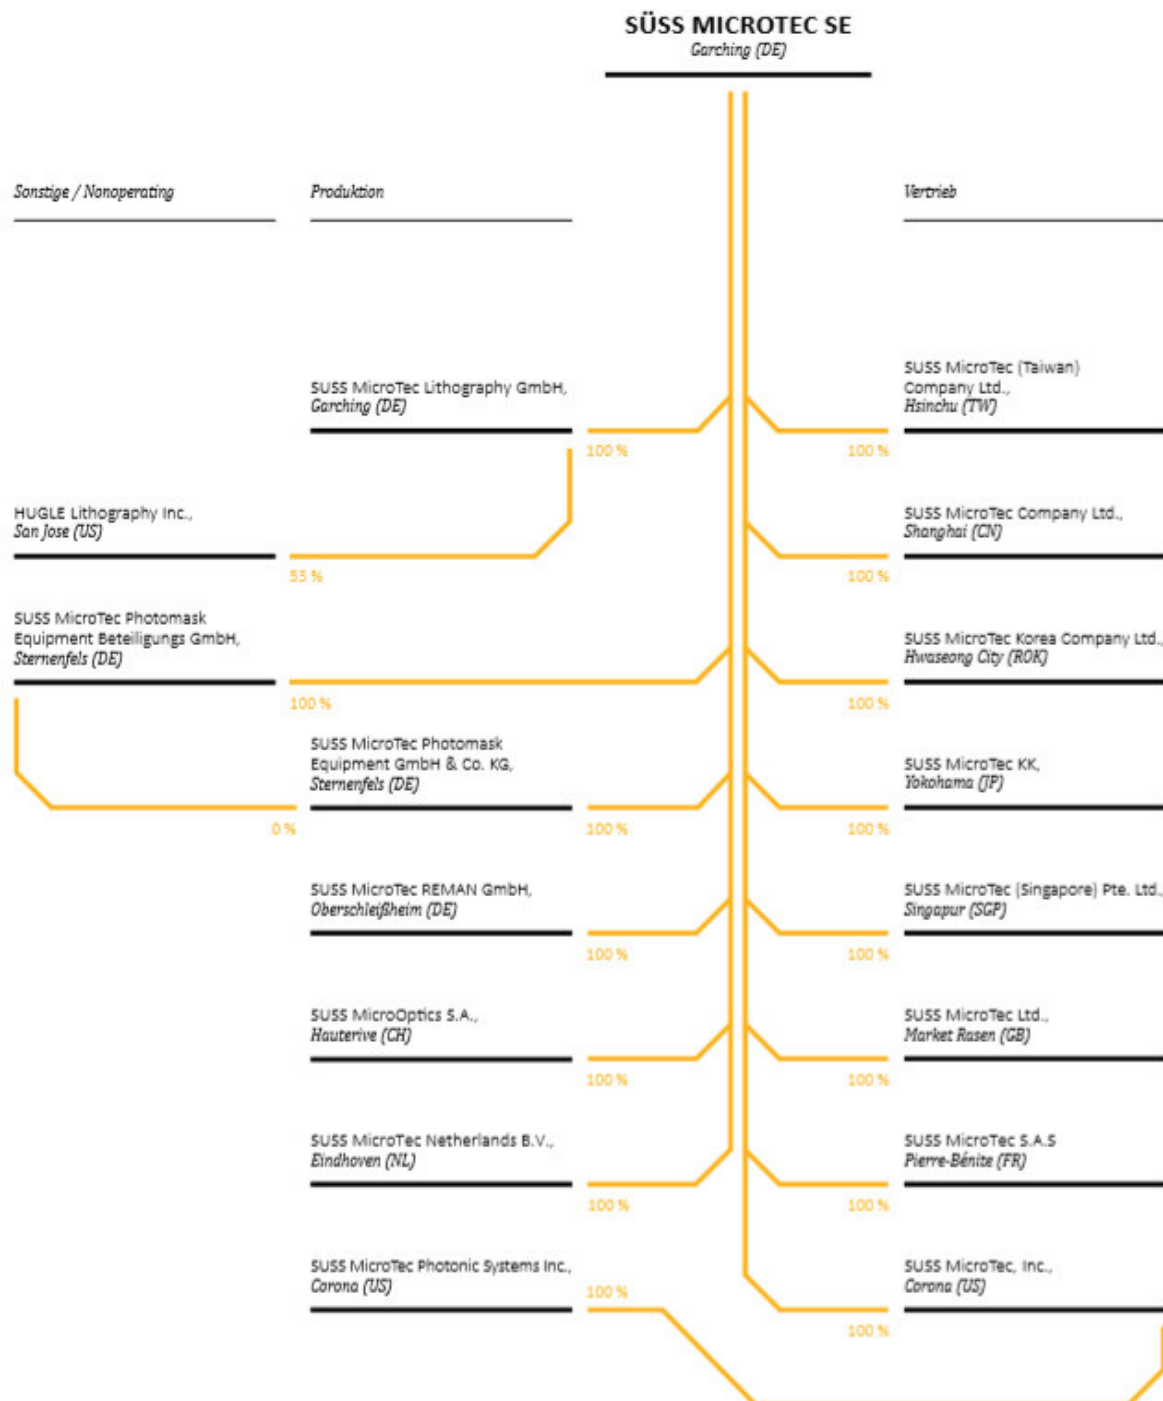 SÜSS MICROTEC SE
Garching (DE)
Sonstige / Nonoperating
Produktion
Vertrieb
SUSS MicroTec Lithography GmbH,
Garching (DE)
100 %
SUSS MicroTec (Taiwan)
Company Ltd.,
Hsinchu (TW)
100 %
HUGLE Lithography Inc.,
San Jose (US)
53 %
SUSS MicroTec Company Ltd.,
Shanghai (CN)
100 %
SUSS MicroTec Photomask
Equipment Beteiligungs GmbH,
Sternenfels (DE)
100 %
SUSS MicroTec Korea Company Ltd.,
Hwaseong City (ROK)
100 %
SUSS MicroTec Photomask
Equipment GmbH & Co. KG,
Sternenfels (DE)
0 %
100 %
SUSS MicroTec KK,
Yokohama (JP)
100 %
SUSS MicroTec REMAN GmbH,
Oberschleißheim (DE)
100 %
SUSS MicroTec (Singapore) Pte. Ltd.,
Singapur (SGP)
100 %
SUSS MicroOptics S.A.,
Hauterive (CH)
100 %
SUSS MicroTec Ltd.,
Market Rasen (GB)
100 %
SUSS MicroTec Netherlands B.V.,
Eindhoven (NL)
100 %
SUSS MicroTec S.A.S
Pierre-Bénite (FR)
100 %
SUSS MicroTec Photonic Systems Inc.,
Corona (US)
100 %
SUSS MicroTec, Inc.,
Corona (US)
100 %